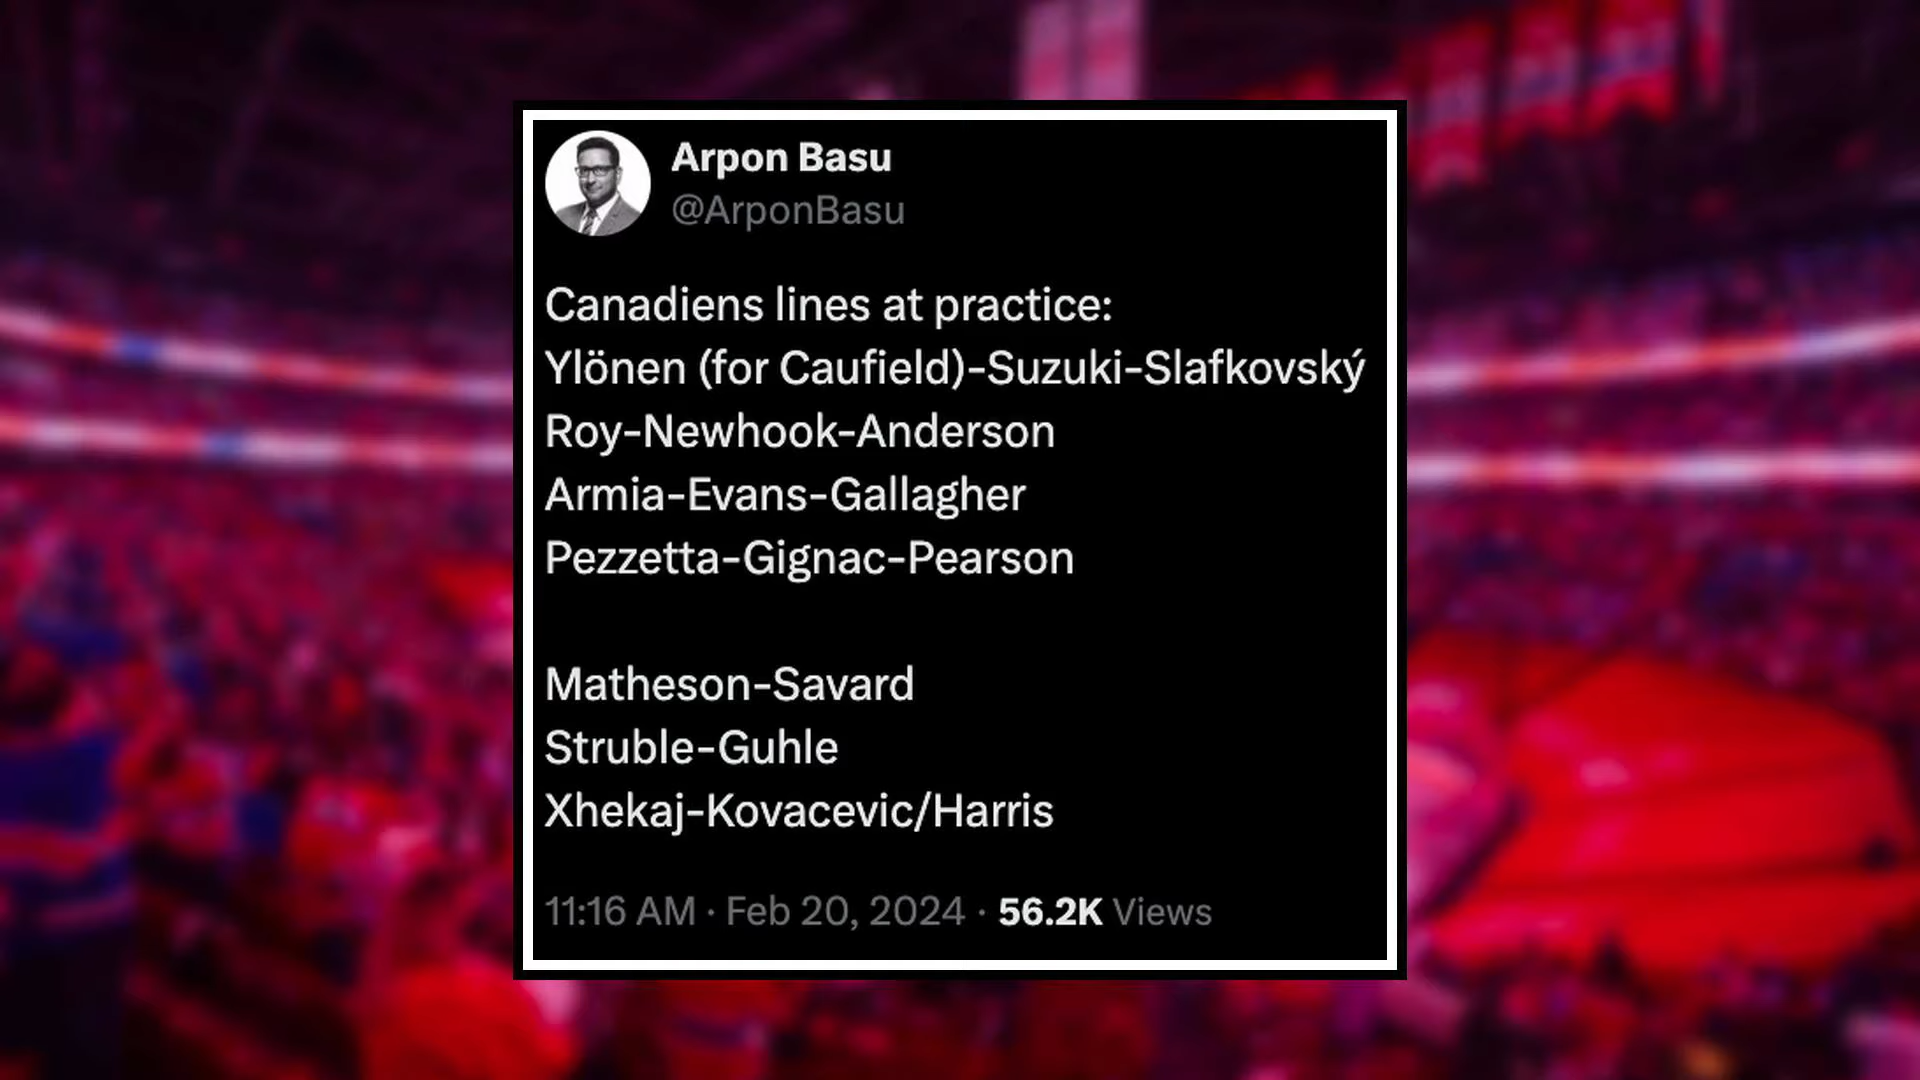 Arpon Basu
@ArponBasu
Canadiens lines at practice:
Ylönen (for Caufield)-Suzuki-Slafkovský
Roy-Newhook-Anderson
Armia-Evans-Gallagher
Pezzetta-Gignac-Pearson
Matheson-Savard
Struble-Guhle
Xhekaj-Kovacevic/Harris
11:16 AM · Feb 20, 2024 · 56.2K Views